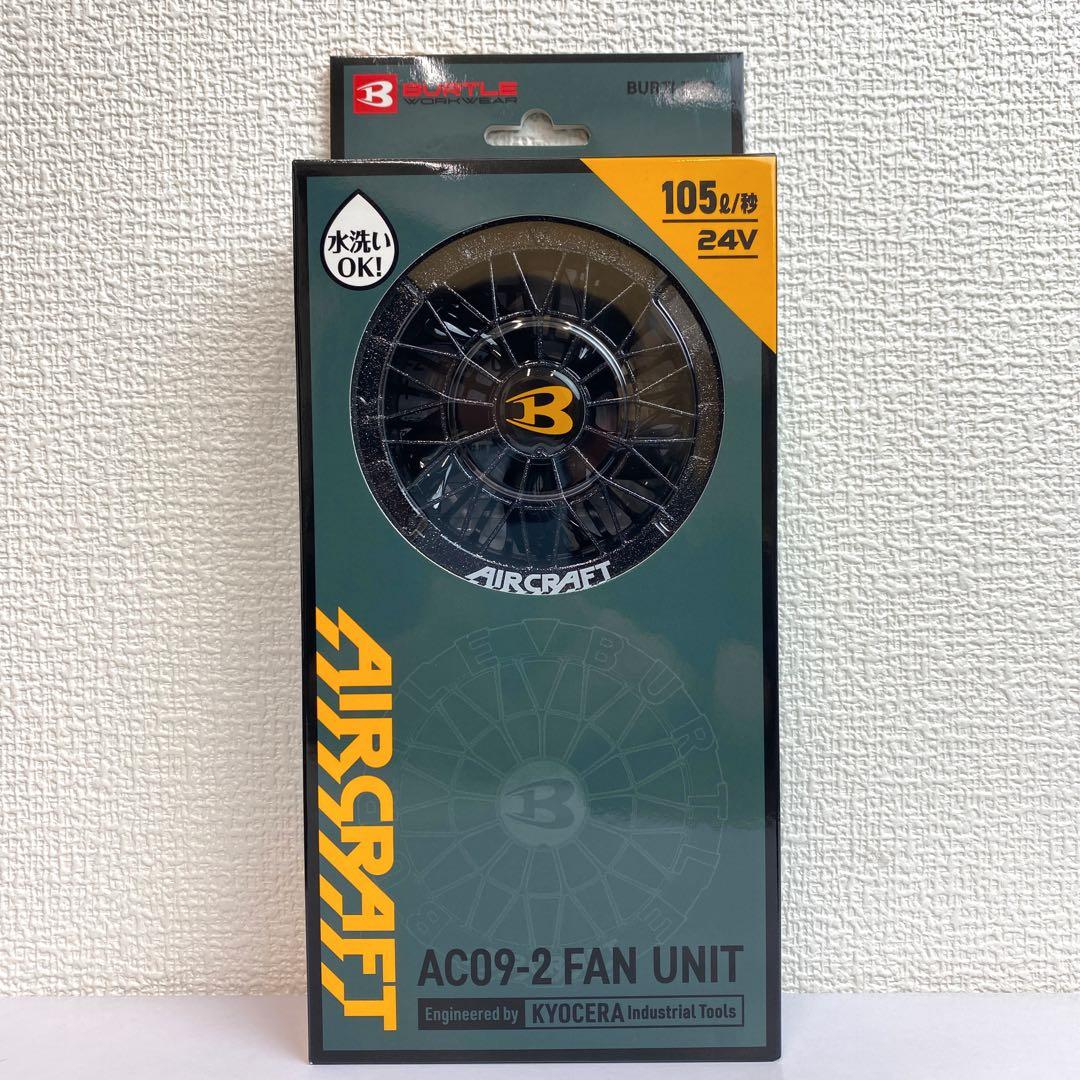 BURTLE
WORKWEAR
水洗い
OK!
105ℓ/秒
24V
B
AIRCRAFT
AIRCRAFT
B
AC09-2 FAN UNIT
Engineered by KYOCERA Industrial Tools